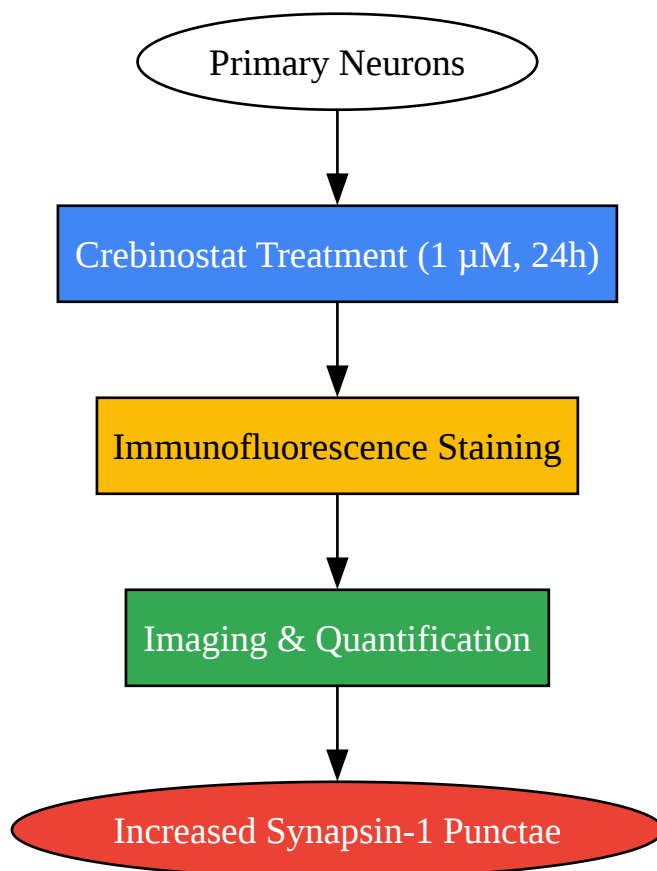 Primary Neurons
Crebinostat Treatment (1 µM, 24h)
Immunofluorescence Staining
Imaging & Quantification
Increased Synapsin-1 Punctae